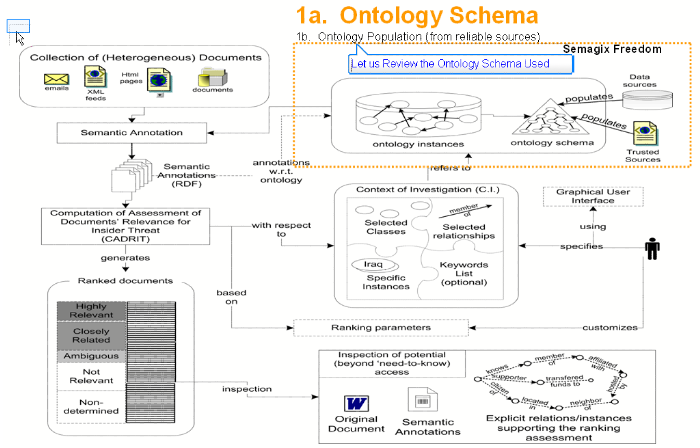 1a. Ontology Schema
1b. Ontology Population (from reliable sources)
Semagix Freedom
Let us Review the Ontology Schema Used
Collection of (Heterogeneous) Documents
emails
XML
feeds
Html
pages
documents
Data
sources
populates
populates
Trusted
Sources
ontology instances
ontology schema
Semantic Annotation
Semantic
Annotations
(RDF)
annotations
w.r.t.
ontology
refers to
Computation of Assessment of
Documents' Relevance for
Insider Threat
(CADRIT)
with respect
to
Context of Investigation (C.I.)
Selected
Classes
member
of
Selected
relationships
Iraq
Specific
Instances
Keywords
List
(optional)
Graphical User
Interface
using
specifies
generates
based
on
Ranking parameters
customizes
Ranked documents
Highly
Relevant
Closely
Related
Ambiguous
Not
Relevant
Non-
determined
inspection
Inspection of potential
(beyond 'need-to-know)
access
Original
Document
Semantic
Annotations
knows
member
of
affiliated
with
supporter
transfered
funds to
citizen
of
located
in
neighbor
of
hosted
by
Explicit relations/instances
supporting the ranking
assessment